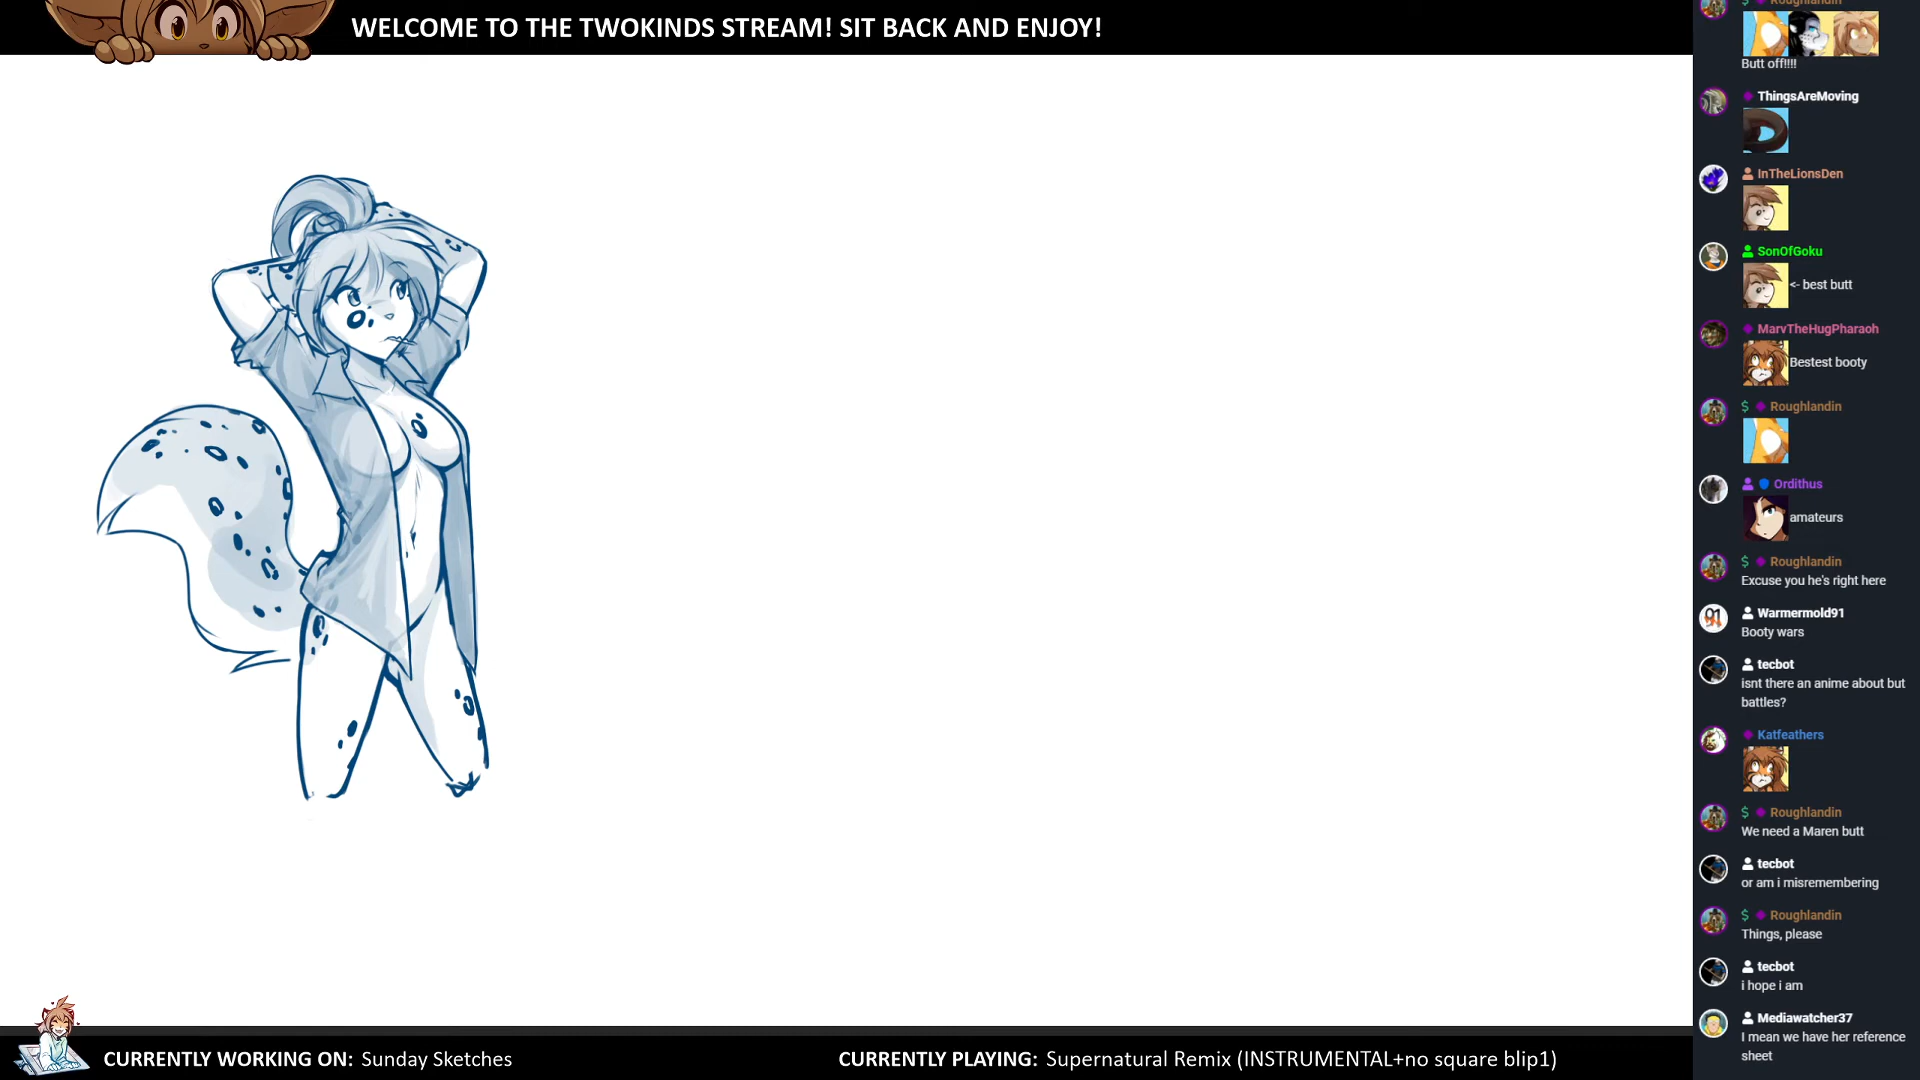 WELCOME TO THE TWOKINDS STREAM! SIT BACK AND ENJOY!
Roughlandin
Butt off!!!!
ThingsAreMoving
InTheLionsDen
SonOfGoku
<- best butt
MarvTheHugPharaoh
Bestest booty
$ Roughlandin
Ordithus
amateurs
$ Roughlandin
Excuse you he's right here
Warmermold91
Booty wars
tecbot
isnt there an anime about but
battles?
Katfeathers
$ Roughlandin
We need a Maren butt
tecbot
or am i misremembering
$ Roughlandin
Things, please
tecbot
i hope i am
Mediawatcher37
I mean we have her reference
sheet
CURRENTLY WORKING ON: Sunday Sketches
CURRENTLY PLAYING: Supernatural Remix (INSTRUMENTAL+no square blip1)